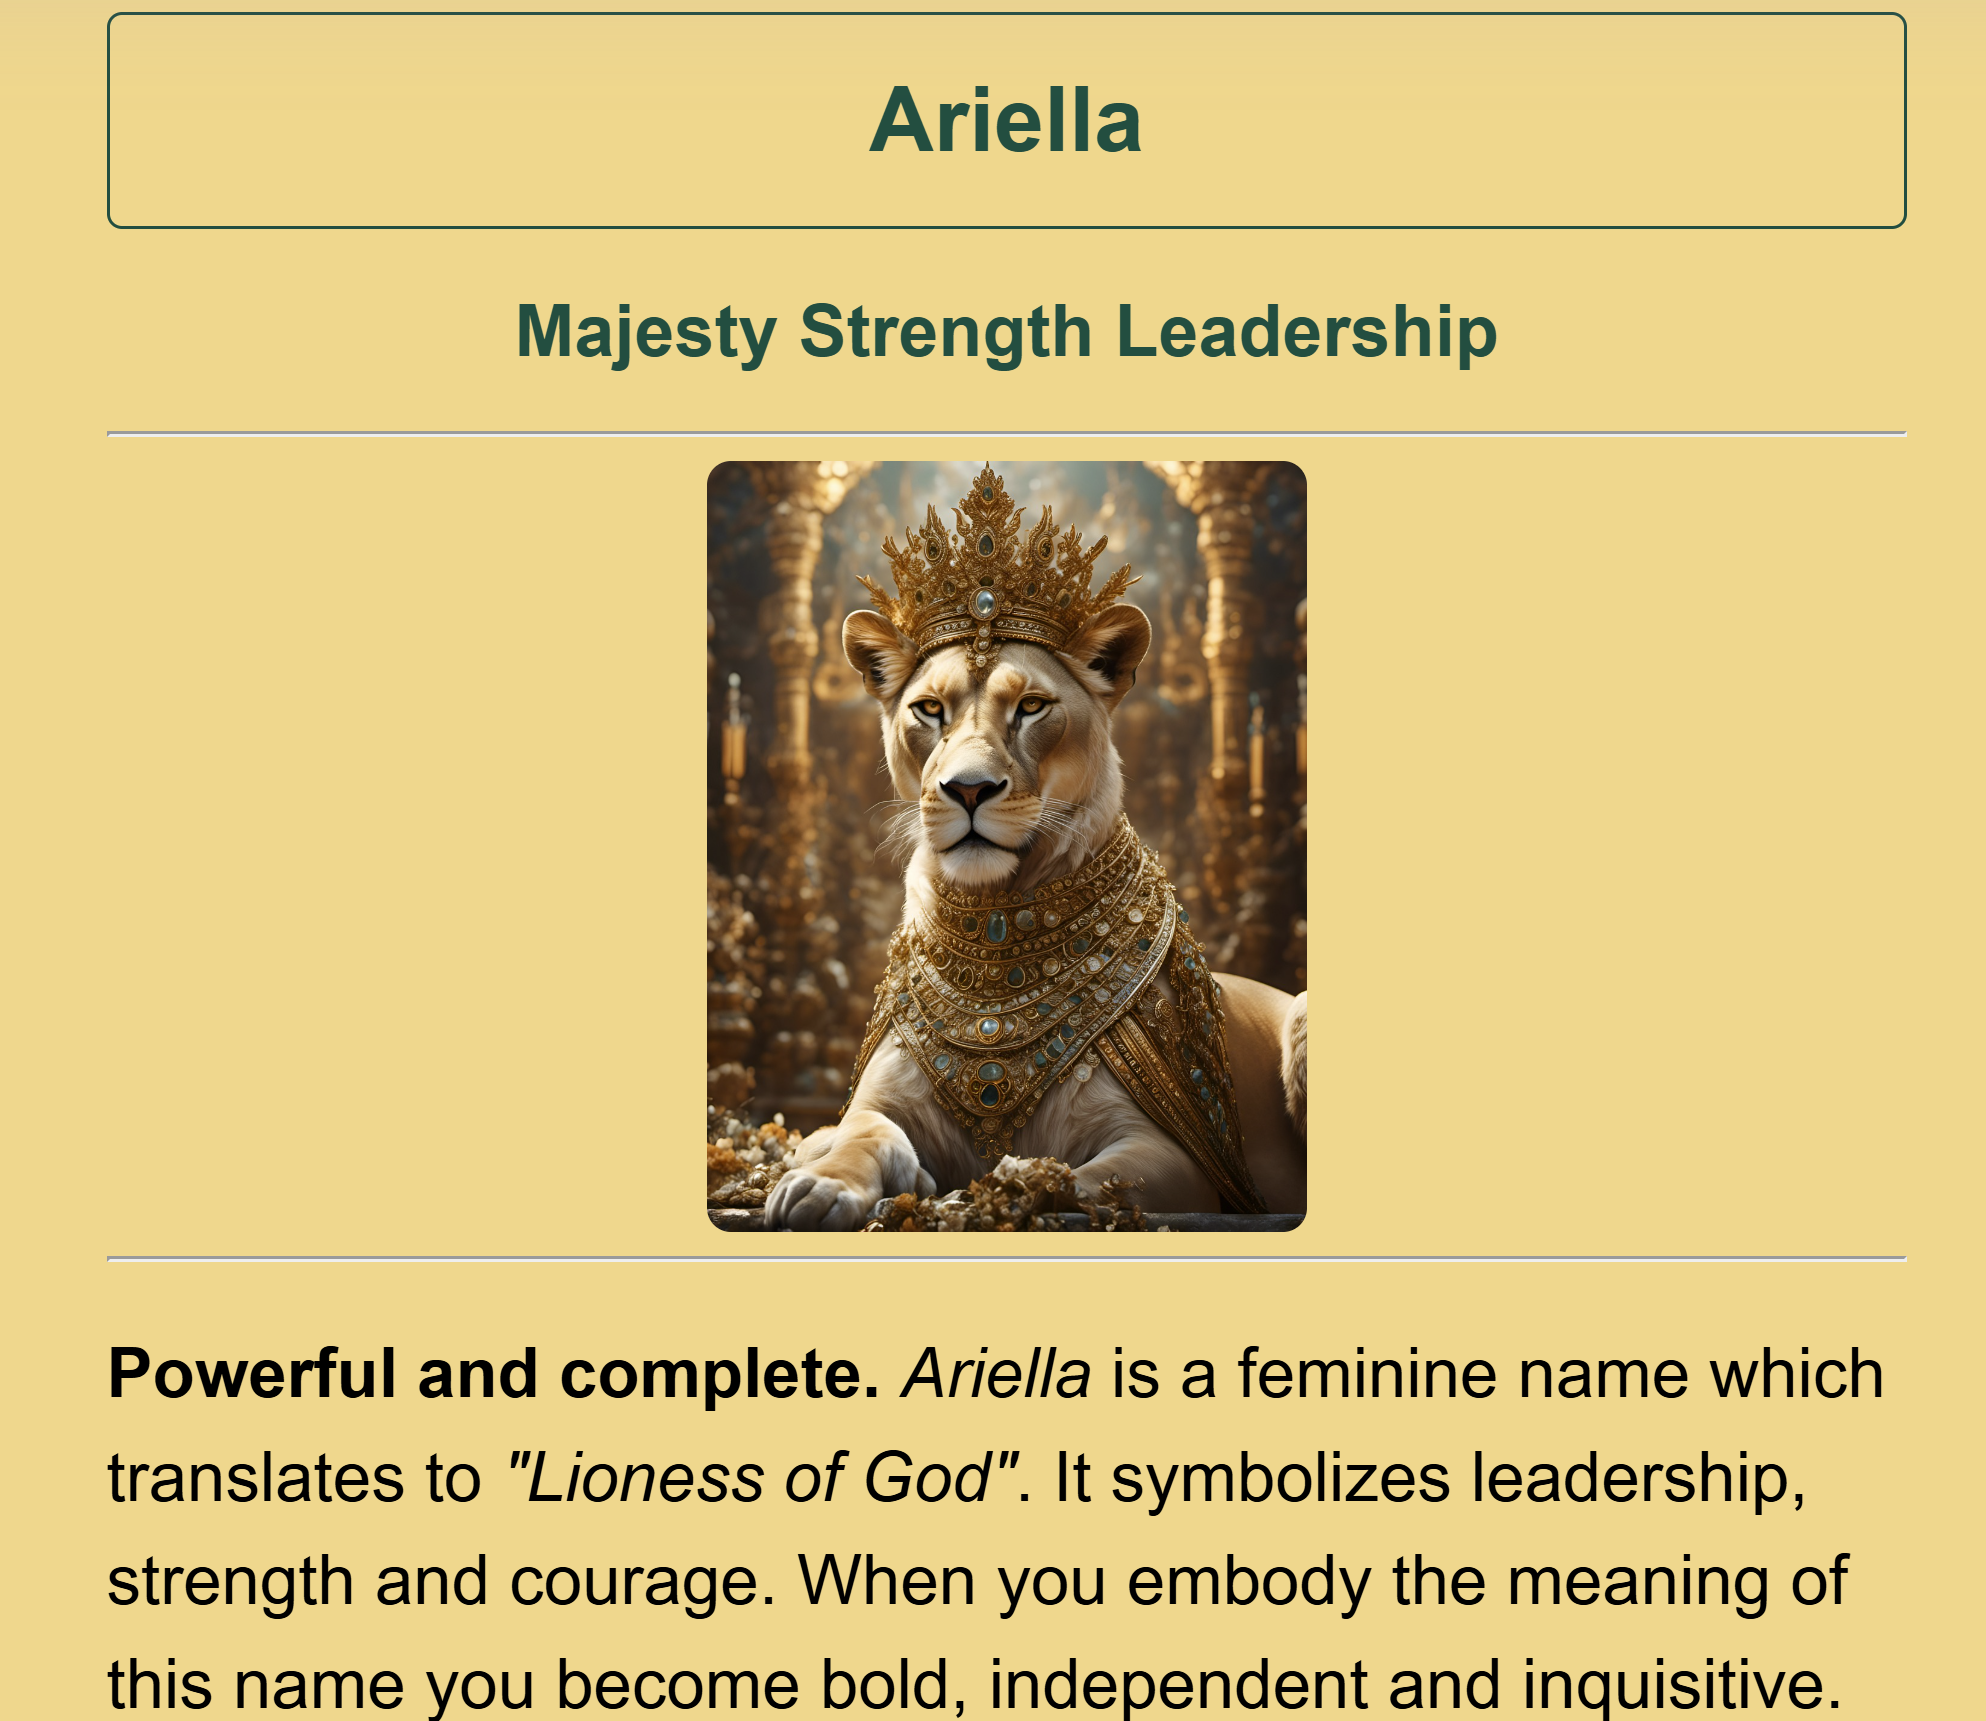 Ariella
Majesty Strength Leadership
Powerful and complete. Ariella is a feminine name which
translates to "Lioness of God". It symbolizes leadership,
strength and courage. When you embody the meaning of
this name you become bold, independent and inquisitive.